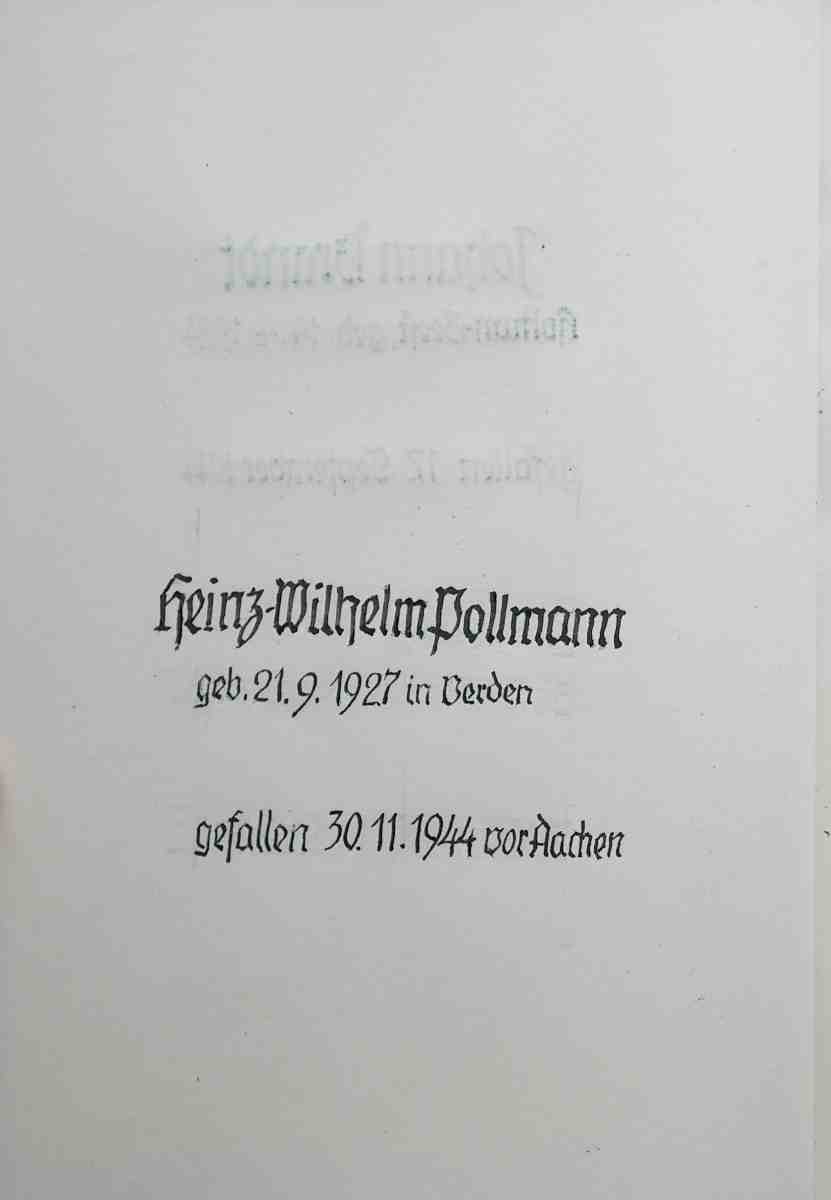 Heinz-Wilhelm Pollmann
geb. 21. 9. 1927 in Verden
gefallen 30. 11. 1944 vor Aachen